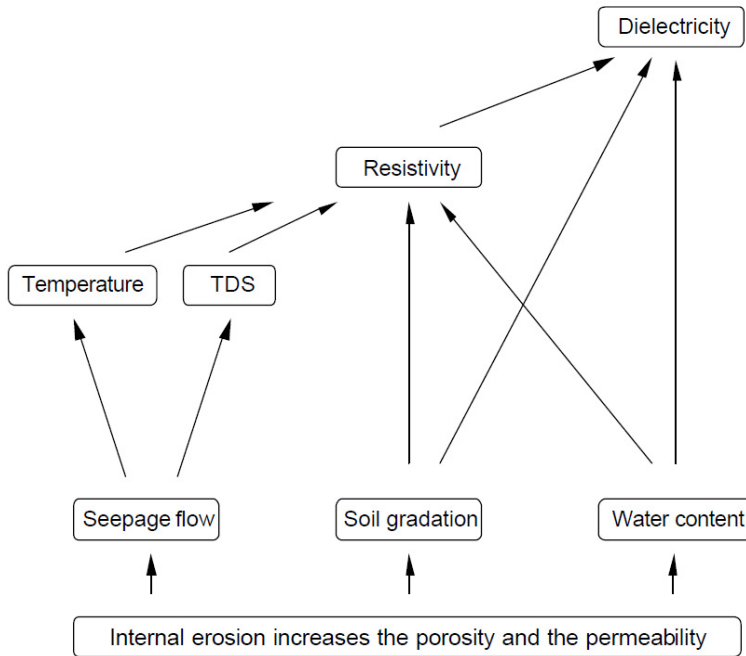 Dielectricity
Resistivity
Temperature
TDS
Seepage flow
Soil gradation
Water content
Internal erosion increases the porosity and the permeability